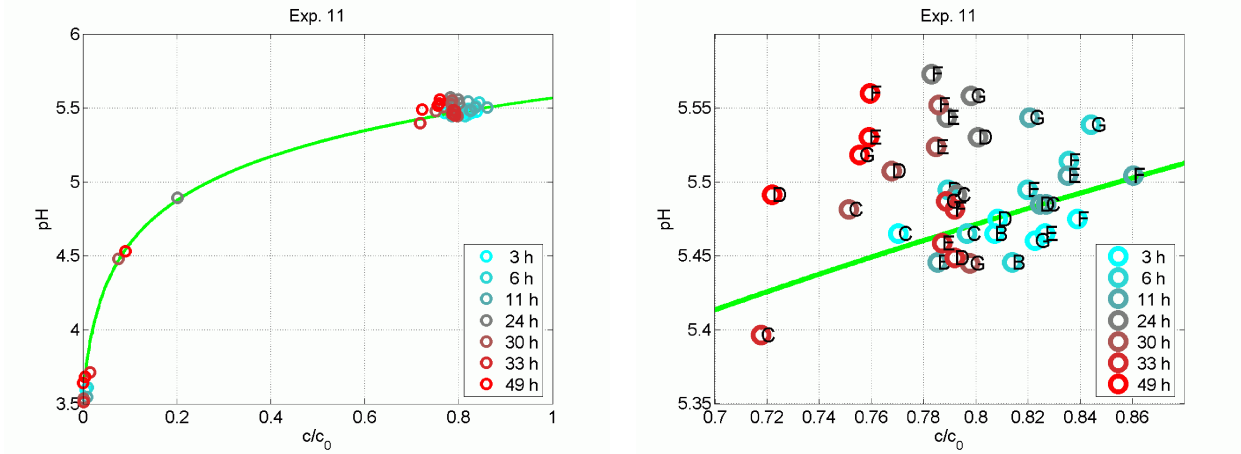 Exp. 11
6
5.5
5
4.5
4
3.5
pH
0
0.2
0.4
0.6
0.8
1
c/c0
3 h
6 h
11 h
24 h
30 h
33 h
49 h
Exp. 11
5.55
5.5
5.45
5.4
5.35
pH
0.7
0.72
0.74
0.76
0.78
0.8
0.82
0.84
0.86
c/c0
F
G
F
F
E
G
G
D
F
E
G
F
D
E
F
D
C
F
C
D
C
D
F
C
C
B
E
G
F
D
G
B
C
3 h
6 h
11 h
24 h
30 h
33 h
49 h